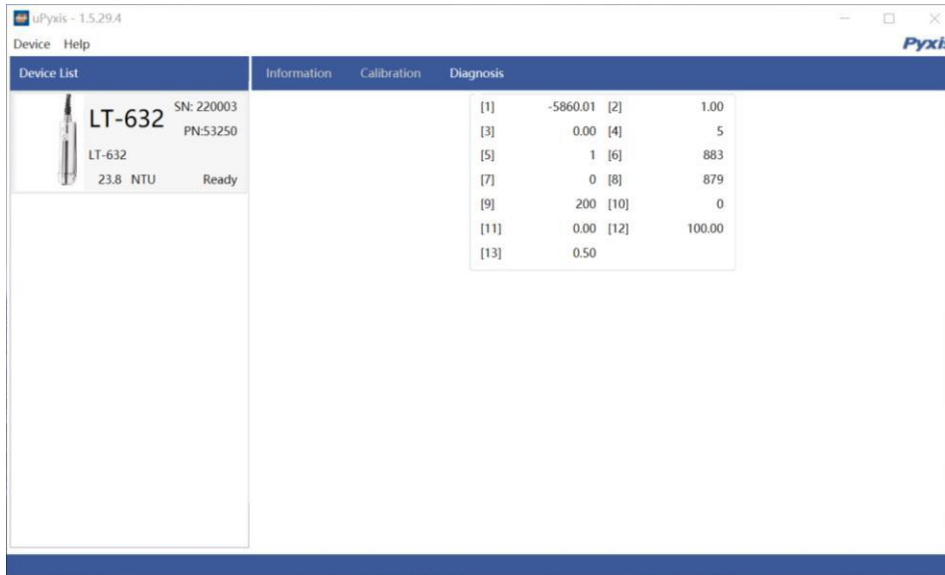 uPyxis - 1.5.29.4
Device Help
Pyxis
Device List
Information Calibration Diagnosis
LT-632 SN: 220003
PN:53250
LT-632
23.8 NTU Ready
[1] -5860.01 [2] 1.00
[3] 0.00 [4] 5
[5] 1 [6] 883
[7] 0 [8] 879
[9] 200 [10] 0
[11] 0.00 [12] 100.00
[13] 0.50